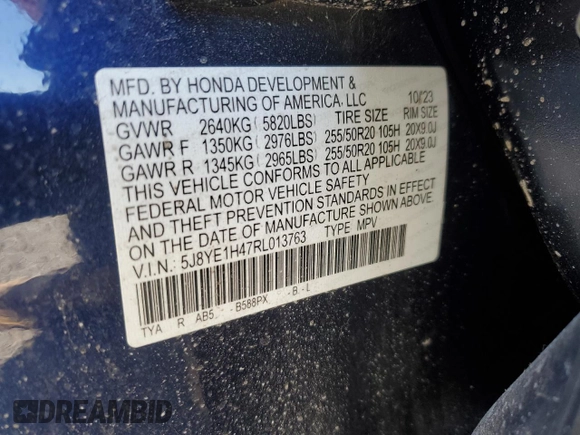 MFD. BY HONDA DEVELOPMENT &
MANUFACTURING OF AMERICA, LLC 10/23
GVWR 2640KG (5820LBS) TIRE SIZE RIM SIZE
GAWR F 1350KG (2976LBS) 255/50R20 105H 20X9.0J
GAWR R 1345KG (2965LBS) 255/50R20 105H 20X9.0J
THIS VEHICLE CONFORMS TO ALL APPLICABLE
FEDERAL MOTOR VEHICLE SAFETY
AND THEFT PREVENTION STANDARDS IN EFFECT
ON THE DATE OF MANUFACTURE SHOWN ABOVE.
V.I.N.: 5J8YE1H47RL013763 TYPE MPV
TYA R AB5 - B588PX -B.-L
DREAMBID